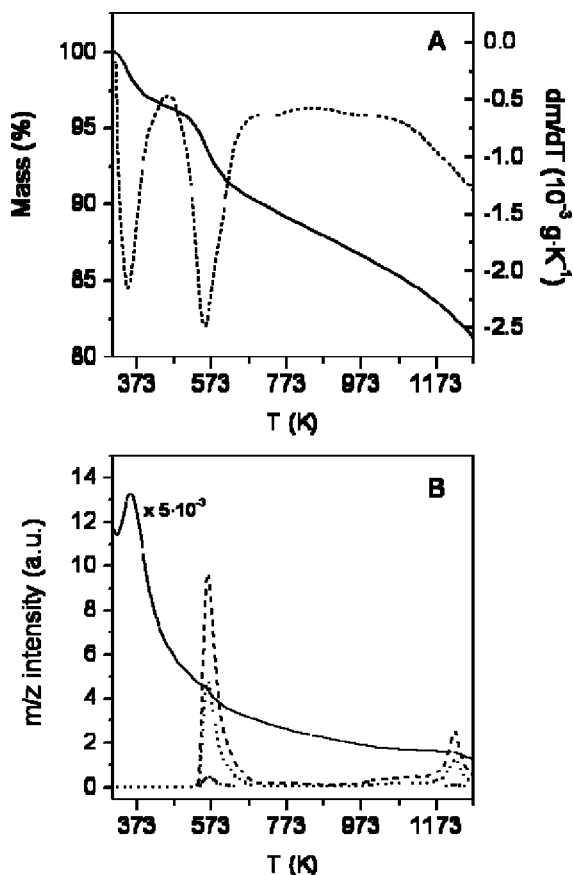 A
100
95
90
85
80
Mass (%)
0.0
-0.5
-1.0
-1.5
-2.0
-2.5
dm/dT (10⁻³ g·K⁻¹)
373 573 773 973 1173
T (K)
B
x 5·10⁻³
14
12
10
8
6
4
2
0
m/z intensity (a.u.)
373 573 773 973 1173
T (K)